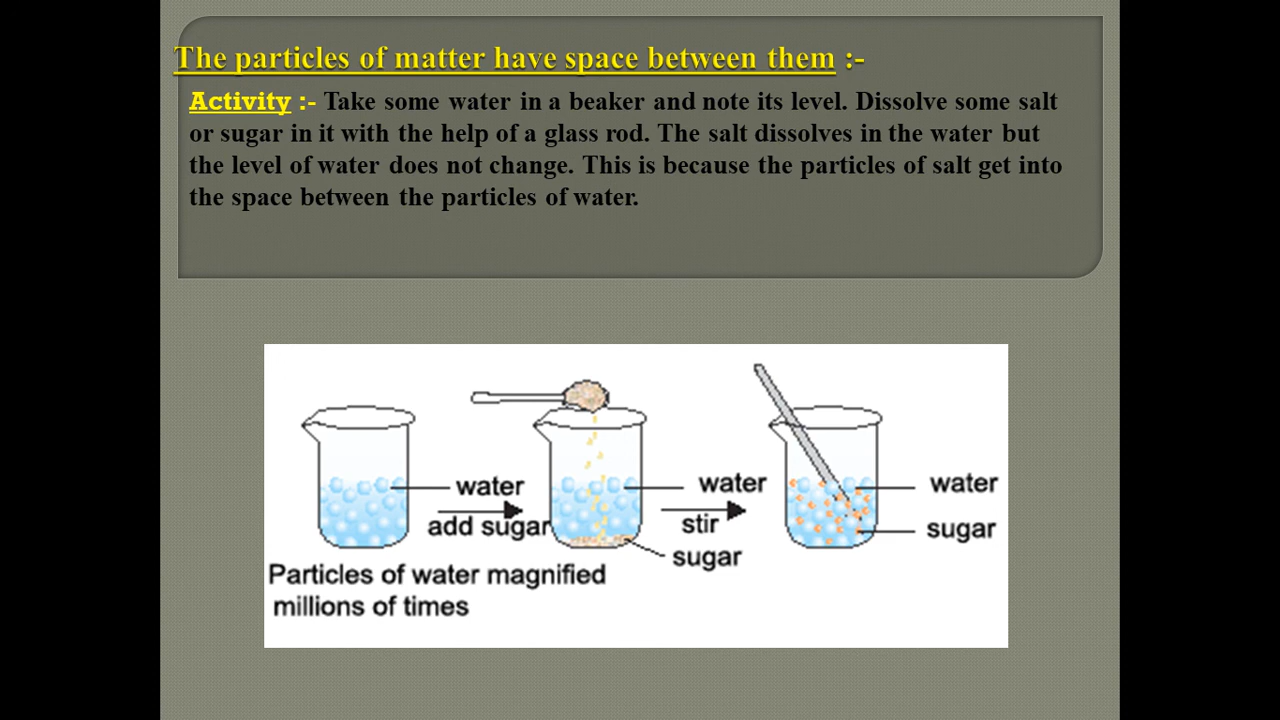 The particles of matter have space between them :-
Activity :- Take some water in a beaker and note its level. Dissolve some salt
or sugar in it with the help of a glass rod. The salt dissolves in the water but
the level of water does not change. This is because the particles of salt get into
the space between the particles of water.
water
add sugar
water
stir
sugar
water
sugar
Particles of water magnified
millions of times